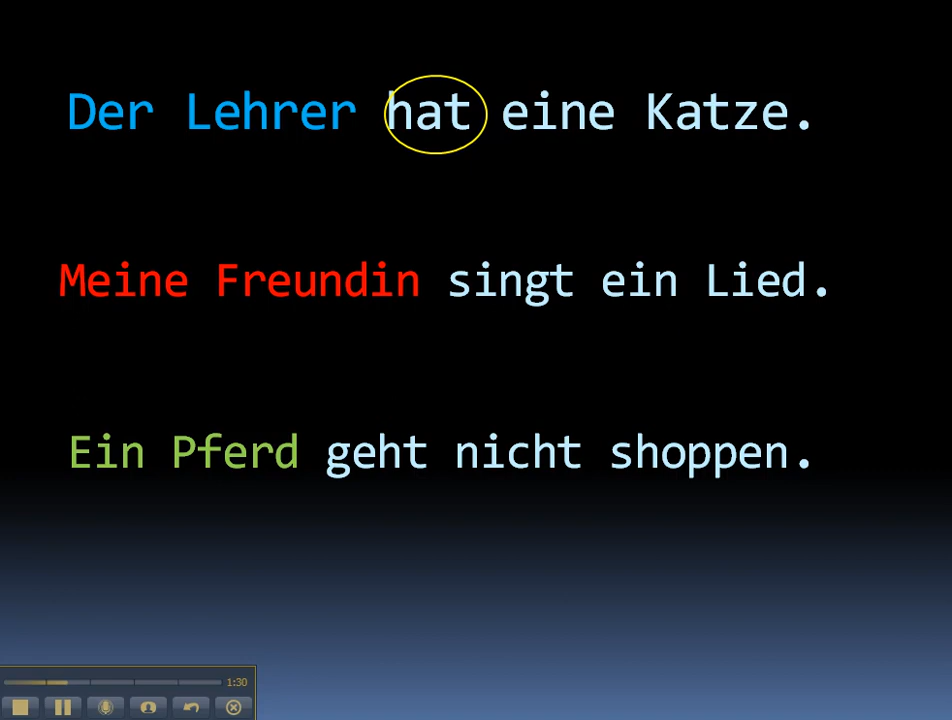 Der Lehrer hat eine Katze.
Meine Freundin singt ein Lied.
Ein Pferd geht nicht shoppen.
1:30